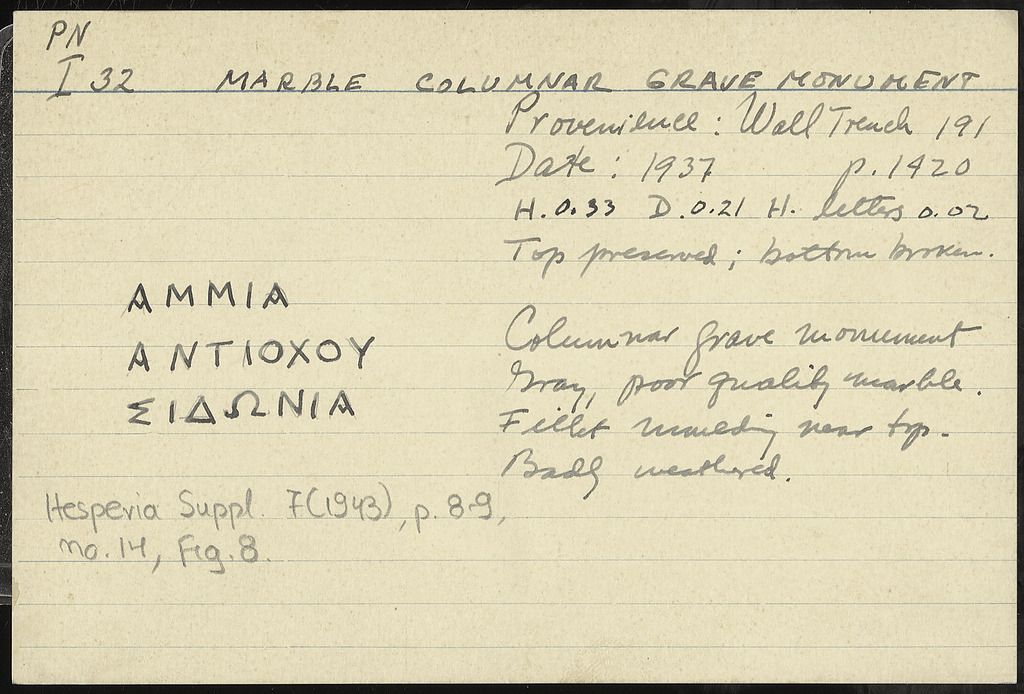 PN
I 32 MARBLE COLUMNAR GRAVE MONUMENT
Provenience: Wall Trench 191
Date: 1937 p. 1420
H. 0.33 D. 0.21 H. letters 0.02
Top preserved; bottom broken.
ΑΜΜΙΑ
ΑΝΤΙΟΧΟΥ
ΣΙΔΩΝΙΑ
Columnar grave monument
Gray, poor quality marble.
Fillet moulding near top.
Badly weathered.
Hesperia Suppl. 7(1943), p. 8-9,
no. 14, Fig. 8.